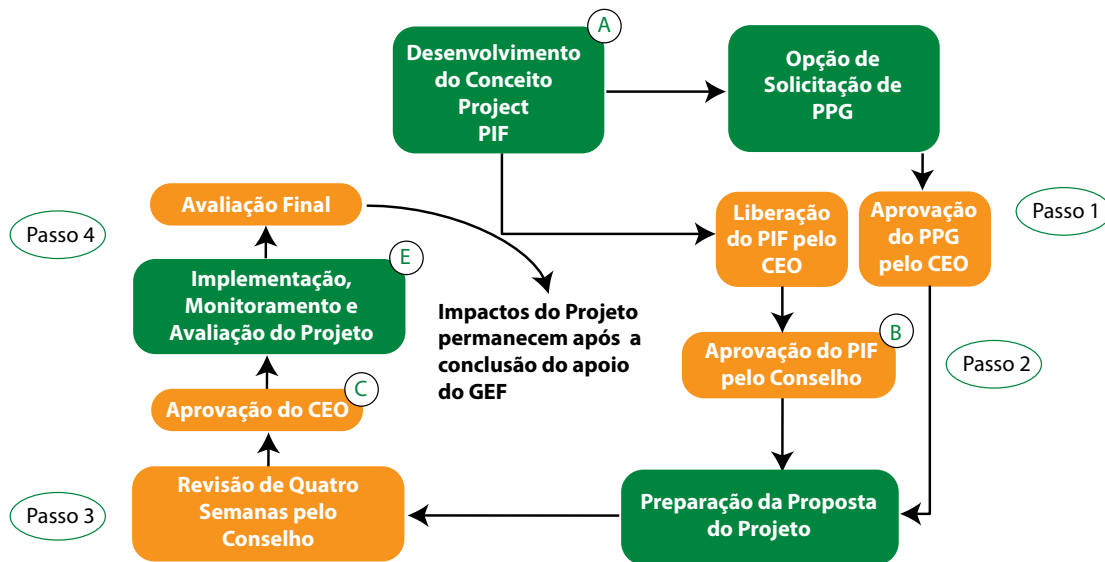 A
Desenvolvimento
do Conceito
Project
PIF
Opção de
Solicitação de
PPG
Passo 1
Liberação
do PIF pelo
CEO
Aprovação
do PPG
pelo CEO
B
Aprovação do PIF
pelo Conselho
Passo 2
Preparação da Proposta
do Projeto
Passo 3
Revisão de Quatro
Semanas pelo
Conselho
C
Aprovação do CEO
E
Implementação,
Monitoramento e
Avaliação do Projeto
Passo 4
Avaliação Final
Impactos do Projeto
permanecem após a
conclusão do apoio
do GEF